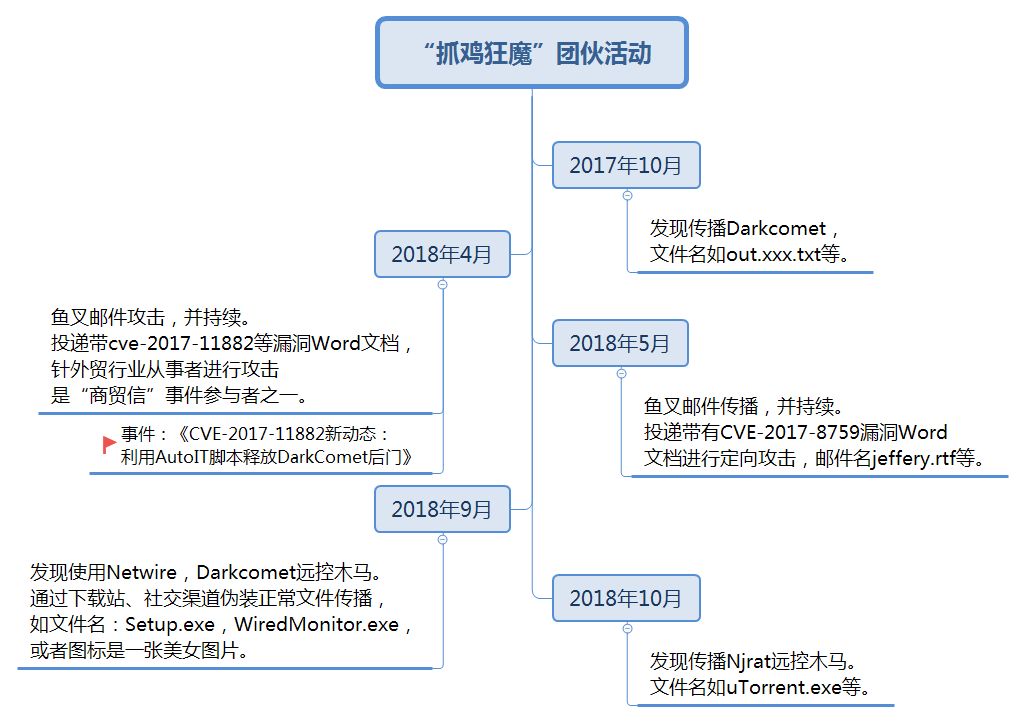 “抓鸡狂魔”团伙活动
2017年10月
发现传播Darkcomet，
文件名如out.xxx.txt等。
2018年4月
鱼叉邮件攻击，并持续。
投递带cve-2017-11882等漏洞Word文档，
针外贸行业从事者进行攻击
是“商贸信”事件参与者之一。
事件：《CVE-2017-11882新动态：
利用AutoIT脚本释放DarkComet后门》
2018年5月
鱼叉邮件传播，并持续。
投递带有CVE-2017-8759漏洞Word
文档进行定向攻击，邮件名jeffery.rtf等。
2018年9月
发现使用Netwire，Darkcomet远控木马。
通过下载站、社交渠道伪装正常文件传播，
如文件名：Setup.exe，WiredMonitor.exe，
或者图标是一张美女图片。
2018年10月
发现传播Njrat远控木马。
文件名如uTorrent.exe等。